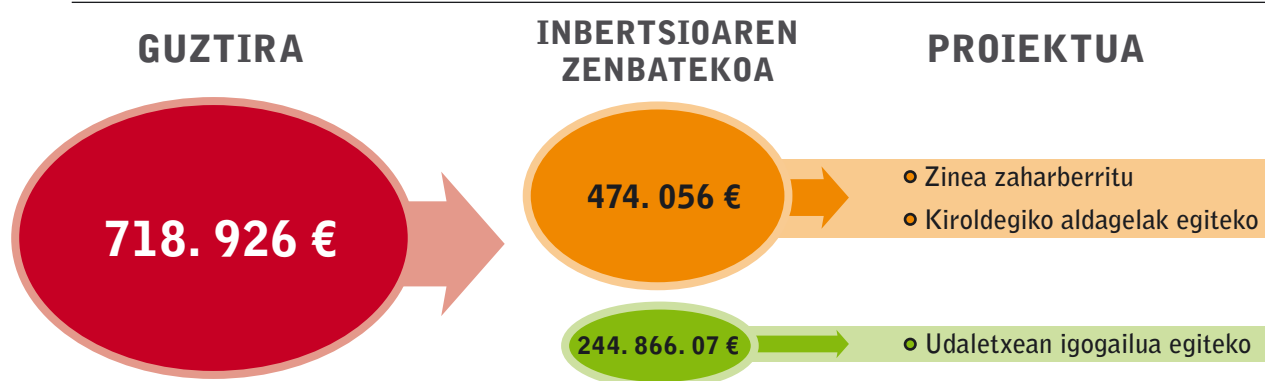 GUZTIRA
INBERTSIOAREN
ZENBATEKOA
PROIEKTUA
718. 926 €
474. 056 €
Zinea zaharberritu
Kiroldegiko aldagelak egiteko
244. 866. 07 €
Udaletxean igogailua egiteko